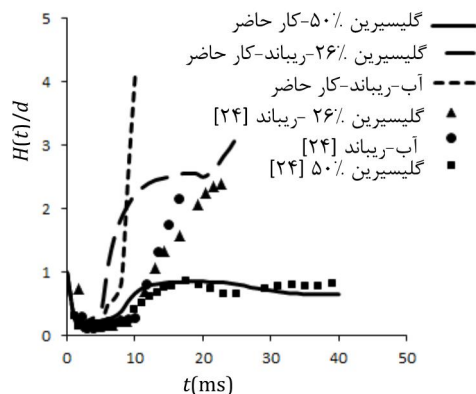 گلیسیرین ۵۰٪-کار حاضر
گلیسیرین ۲۶٪-ریباند-کار حاضر
آب-ریباند-کار حاضر
گلیسیرین ۲۶٪ -ریباند [۲۴]
آب-ریباند [۲۴]
گلیسیرین ۵۰٪ [۲۴]
H(t)/d
5
4
3
2
1
0
0 10 20 30 40 50
t(ms)